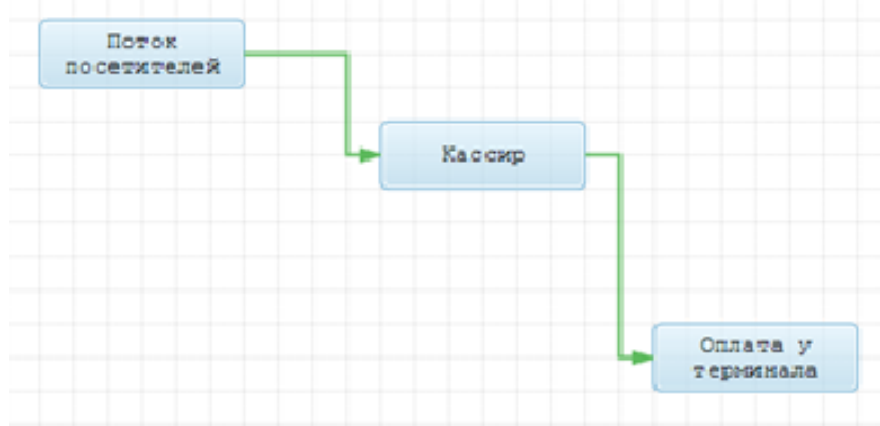 Поток
посетителей
Кассир
Оплата у
терминала